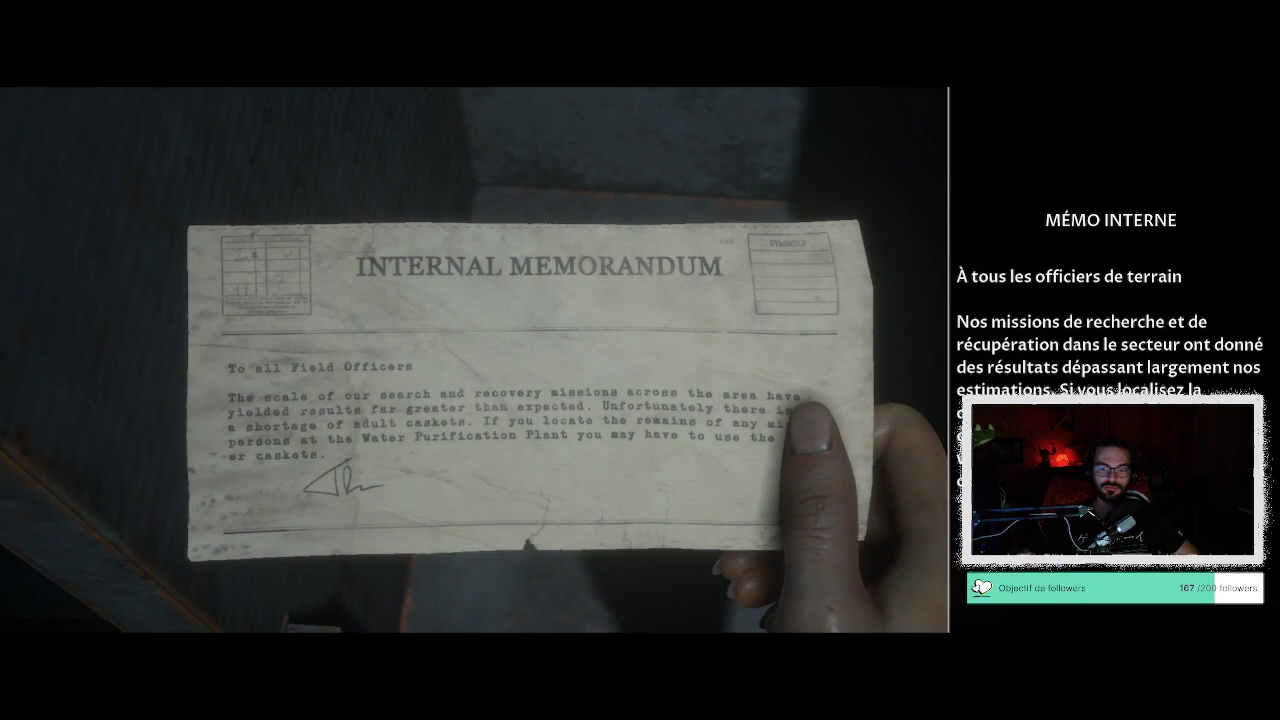 INTERNAL MEMORANDUM
SYMBOLS
To all Field Officers
The scale of our search and recovery missions across the area have
yielded results far greater than expected. Unfortunately there is
a shortage of adult caskets. If you locate the remains of any mi
persons at the Water Purification Plant you may have to use the
er caskets.
MÉMO INTERNE
À tous les officiers de terrain
Nos missions de recherche et de
récupération dans le secteur ont donné
des résultats dépassant largement nos
estimations. Si vous localisez la
Objectif de followers
167 /200 followers